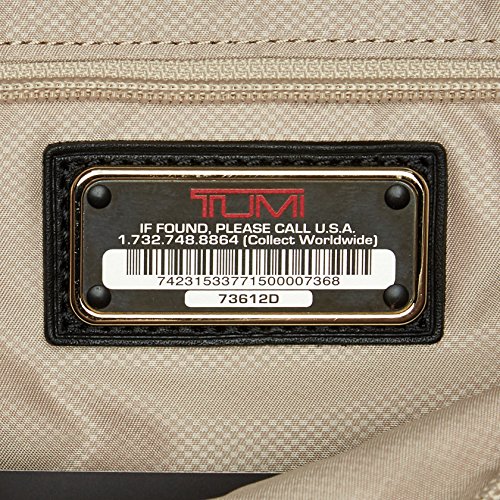 TUMI
IF FOUND, PLEASE CALL U.S.A.
1.732.748.8864 (Collect Worldwide)
74231533771500007368
73612D